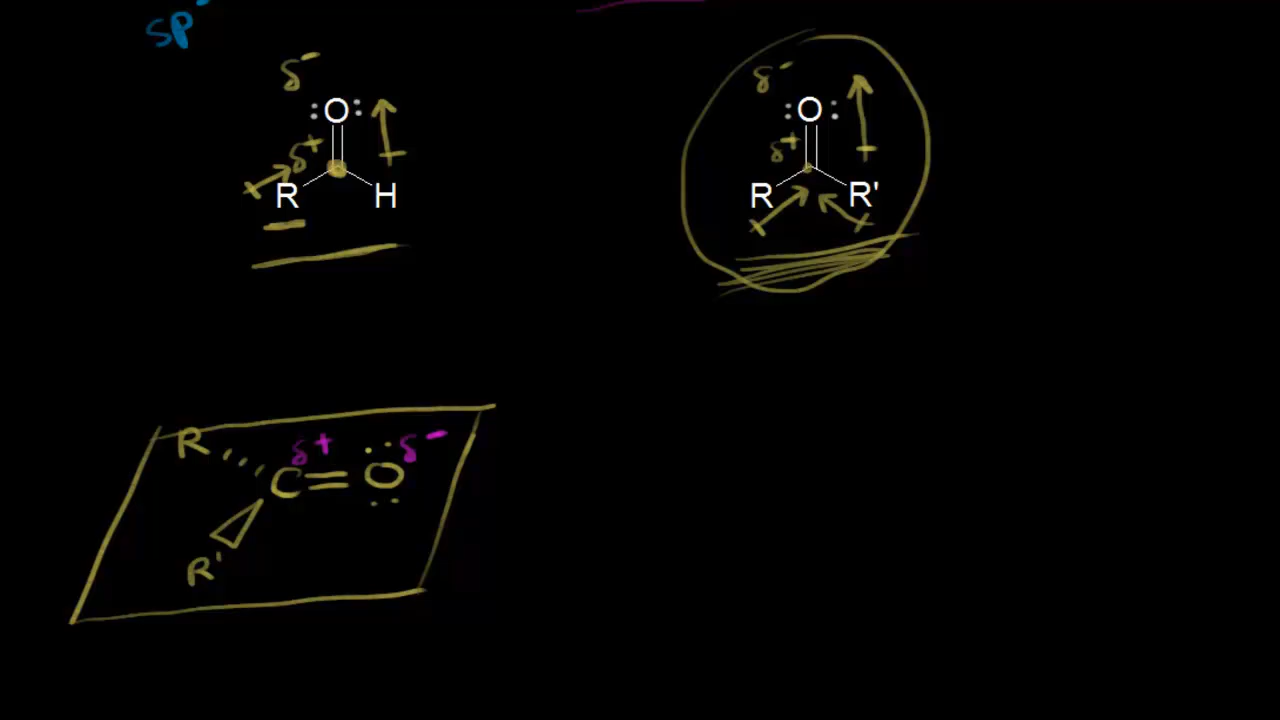 sp
δ- δ-
:O: :O:
δ+ δ+
R H R R'
R δ+ δ-
C=O
R'